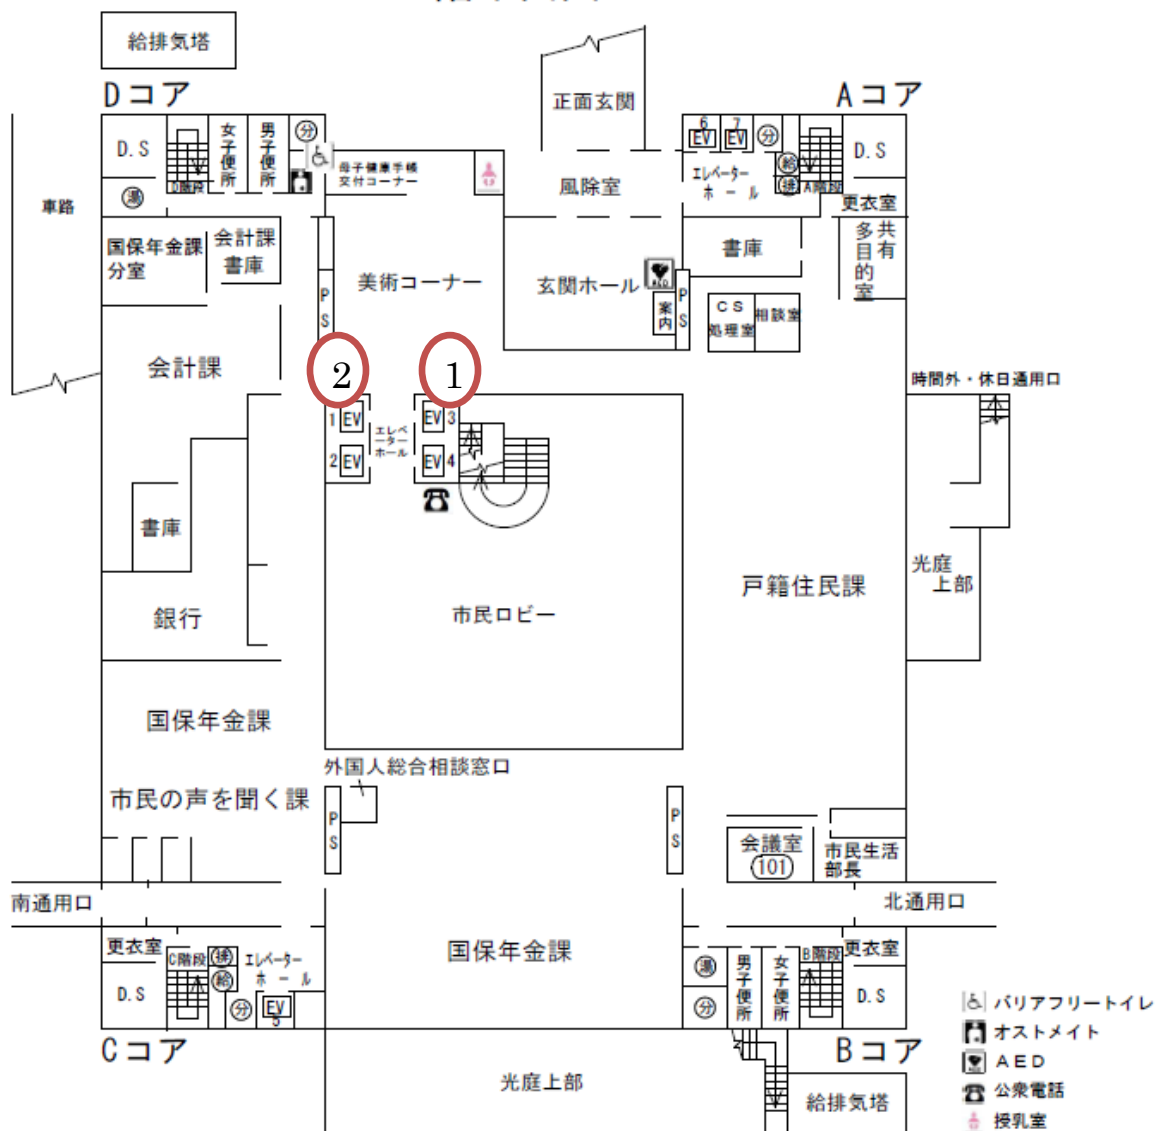 給排気塔
Dコア
Aコア
正面玄関
D.S
D階段
女子便所
男子便所
分
母子健康手帳
交付コーナー
風除室
6
EV
7
EV
分
エレベーター
ホール
給
排
A階段
D.S
車路
湯
更衣室
国保年金課
分室
会計課
書庫
PS
美術コーナー
玄関ホール
AED
案内
PS
書庫
共有
多目的室
CS
処理室
相談室
会計課
2
1
時間外・休日通用口
1 EV
エレベーターホール
EV 3
2 EV
EV 4
書庫
銀行
市民ロビー
戸籍住民課
光庭
上部
国保年金課
外国人総合相談窓口
市民の声を聞く課
PS
PS
会議室
101
市民生活
部長
南通用口
北通用口
更衣室
C階段
排
給
エレベーター
ホール
D.S
分
EV
5
国保年金課
湯
分
男子便所
女子便所
B階段
更衣室
D.S
Cコア
Bコア
光庭上部
給排気塔
バリアフリートイレ
オストメイト
AED
公衆電話
授乳室